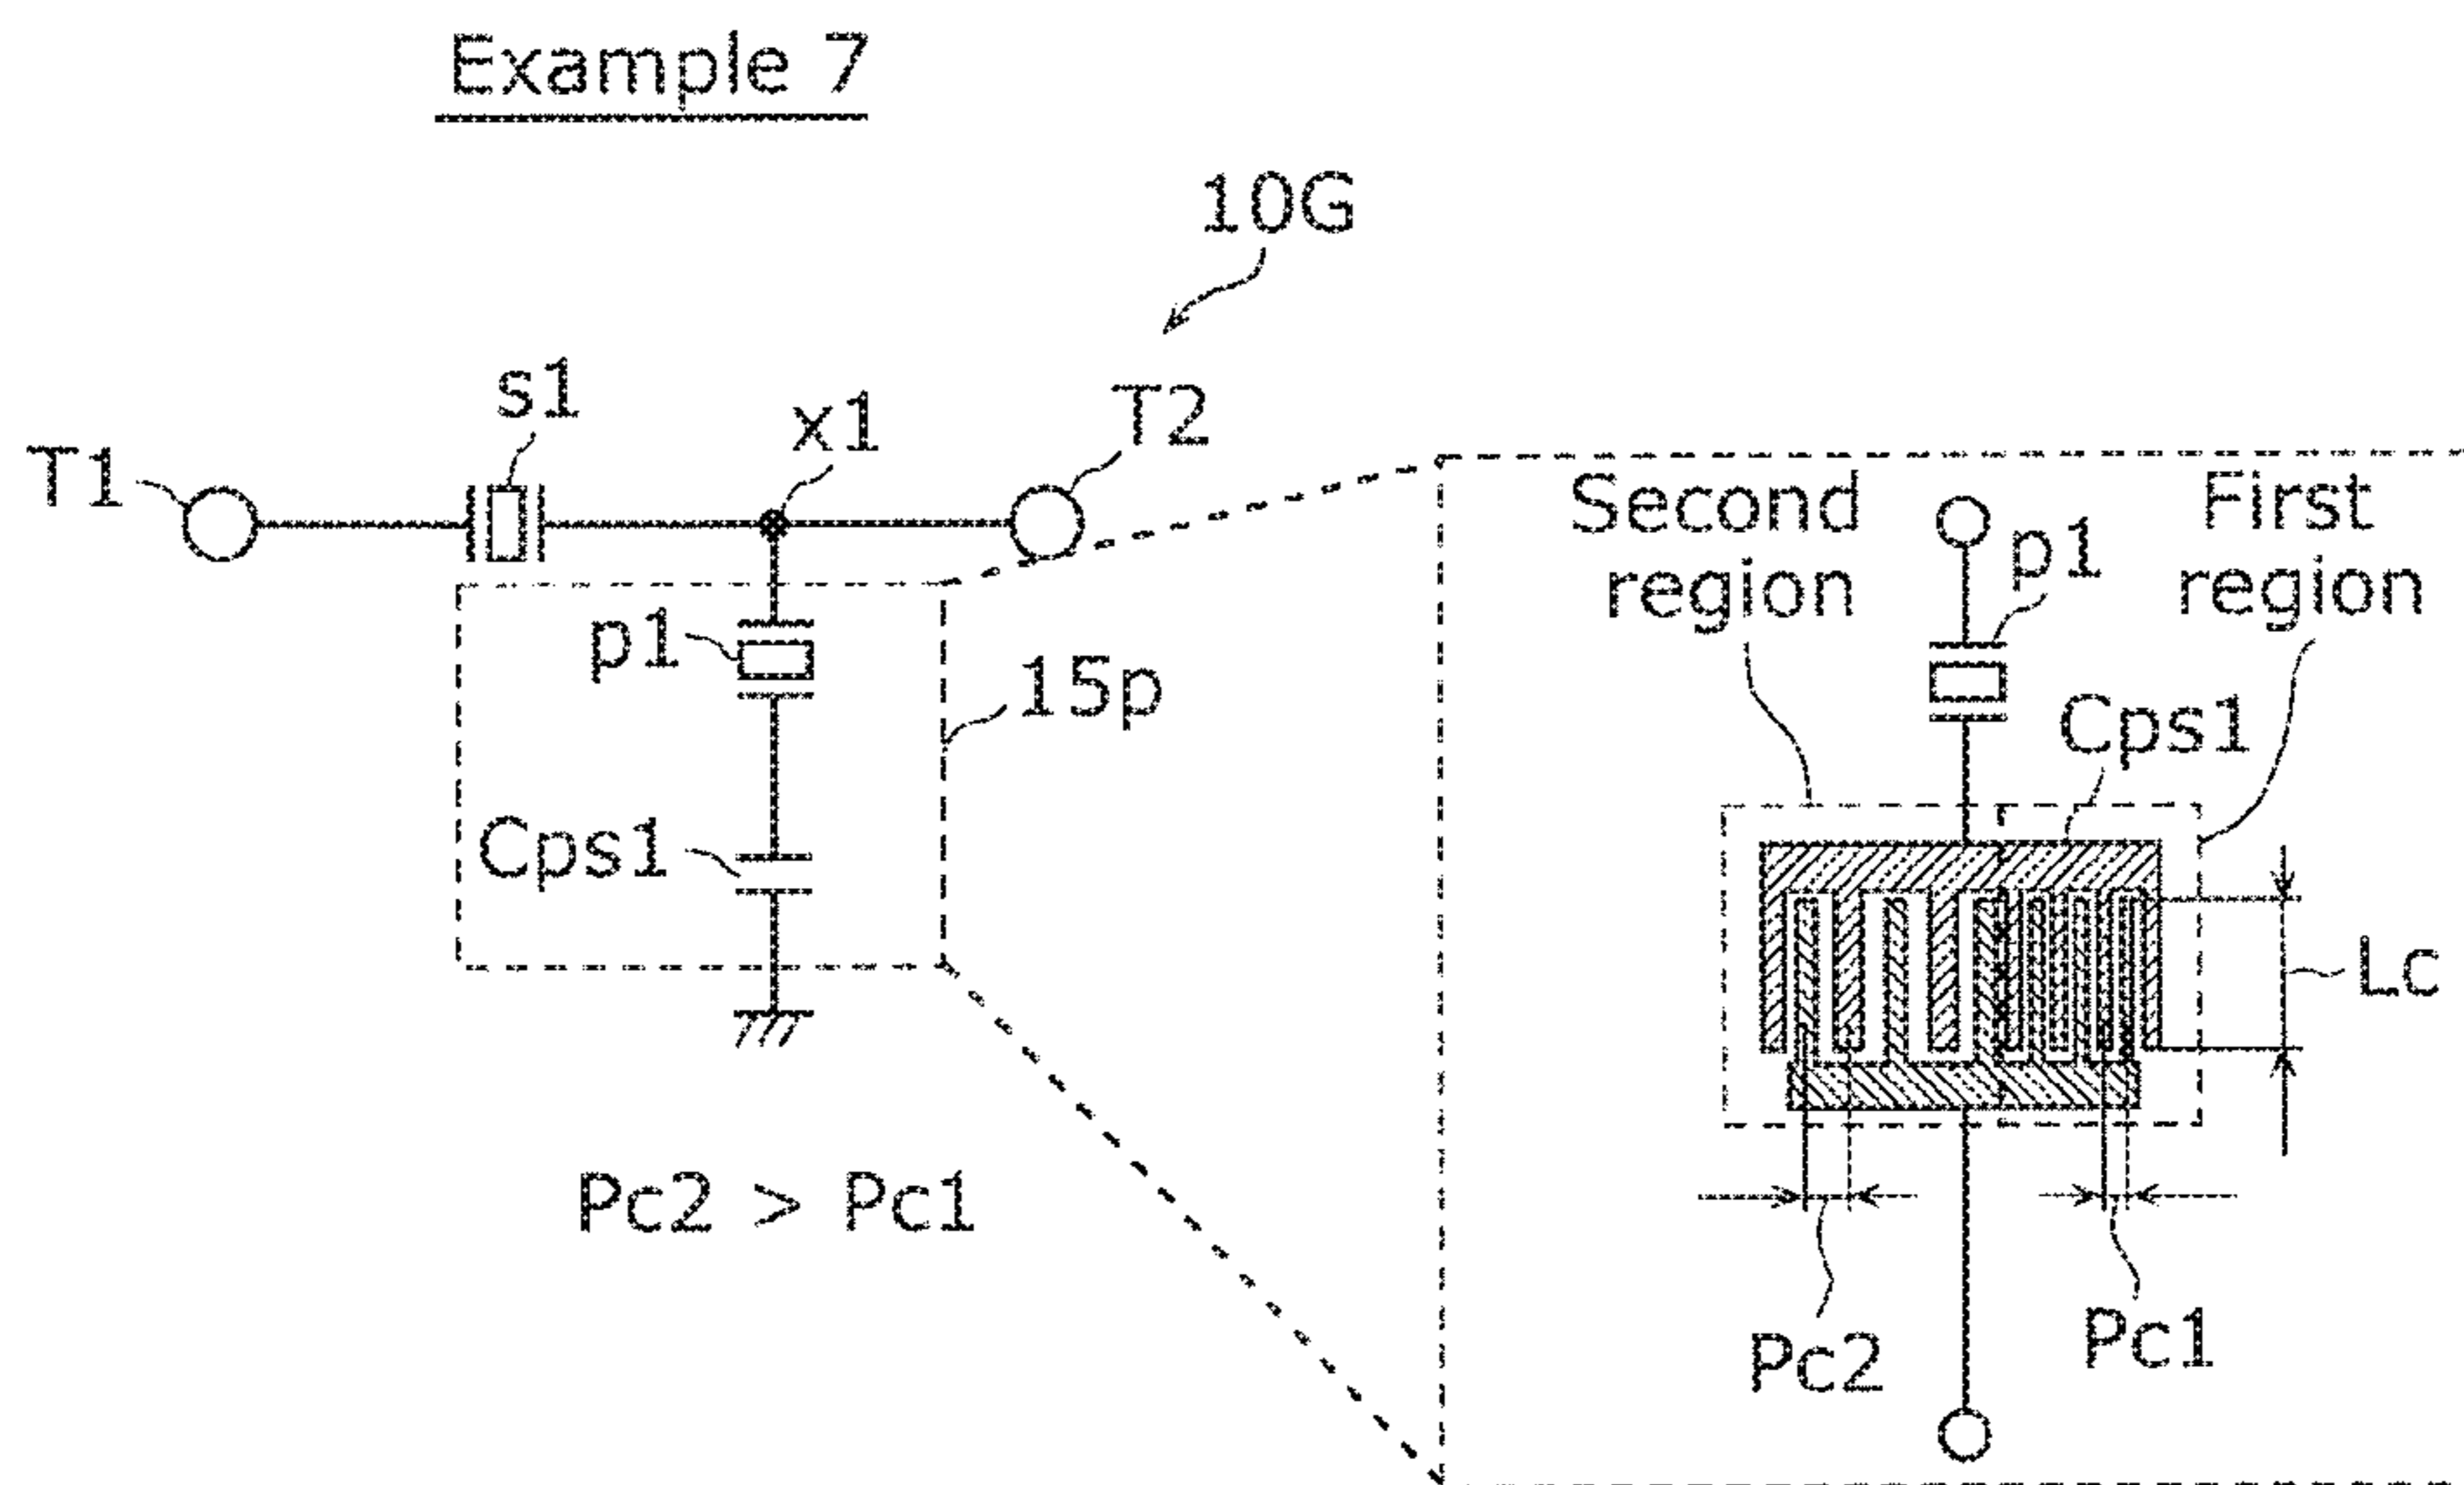 Example 7
10G
s1
x1
T2
T1
Second
region
First
region
p1
p1
15p
Cps1
Cps1
Lc
Pc2 > Pc1
Pc2
Pc1